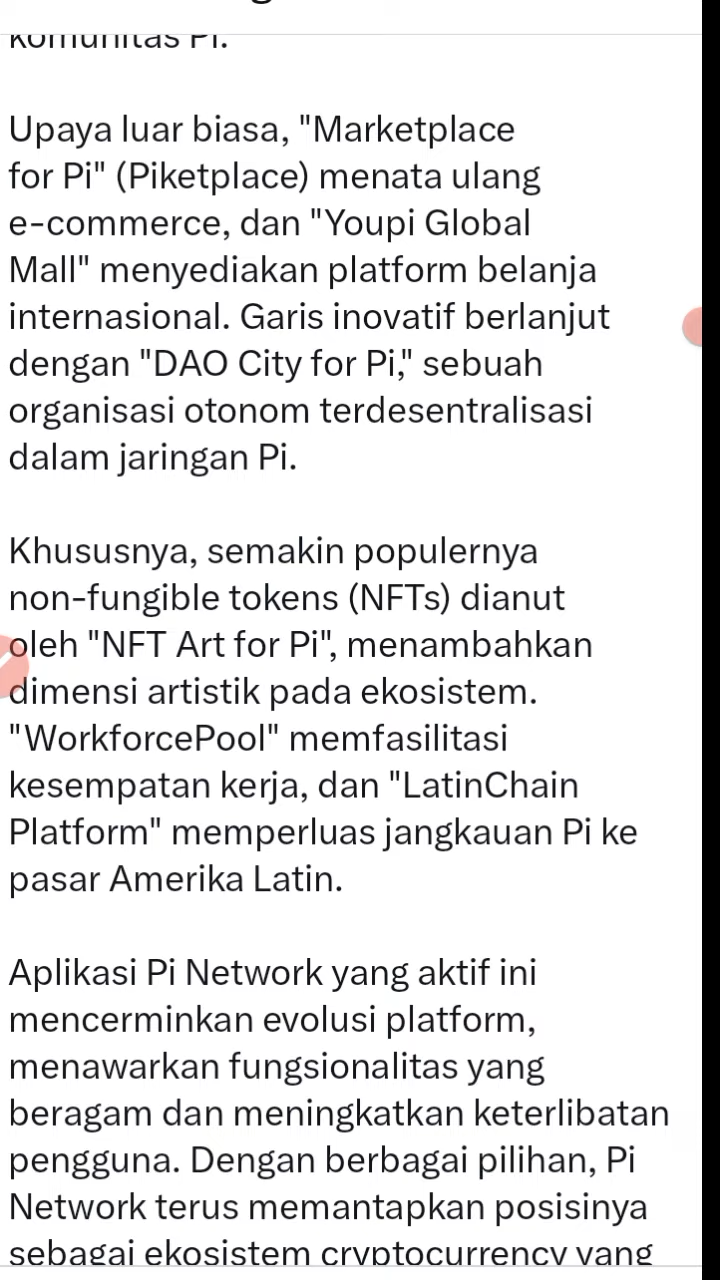 komunitas Pi.
Upaya luar biasa, "Marketplace
for Pi" (Piketplace) menata ulang
e-commerce, dan "Youpi Global
Mall" menyediakan platform belanja
internasional. Garis inovatif berlanjut
dengan "DAO City for Pi," sebuah
organisasi otonom terdesentralisasi
dalam jaringan Pi.
Khususnya, semakin populernya
non-fungible tokens (NFTs) dianut
oleh "NFT Art for Pi", menambahkan
dimensi artistik pada ekosistem.
"WorkforcePool" memfasilitasi
kesempatan kerja, dan "LatinChain
Platform" memperluas jangkauan Pi ke
pasar Amerika Latin.
Aplikasi Pi Network yang aktif ini
mencerminkan evolusi platform,
menawarkan fungsionalitas yang
beragam dan meningkatkan keterlibatan
pengguna. Dengan berbagai pilihan, Pi
Network terus memantapkan posisinya
sebagai ekosistem cryptocurrency yang